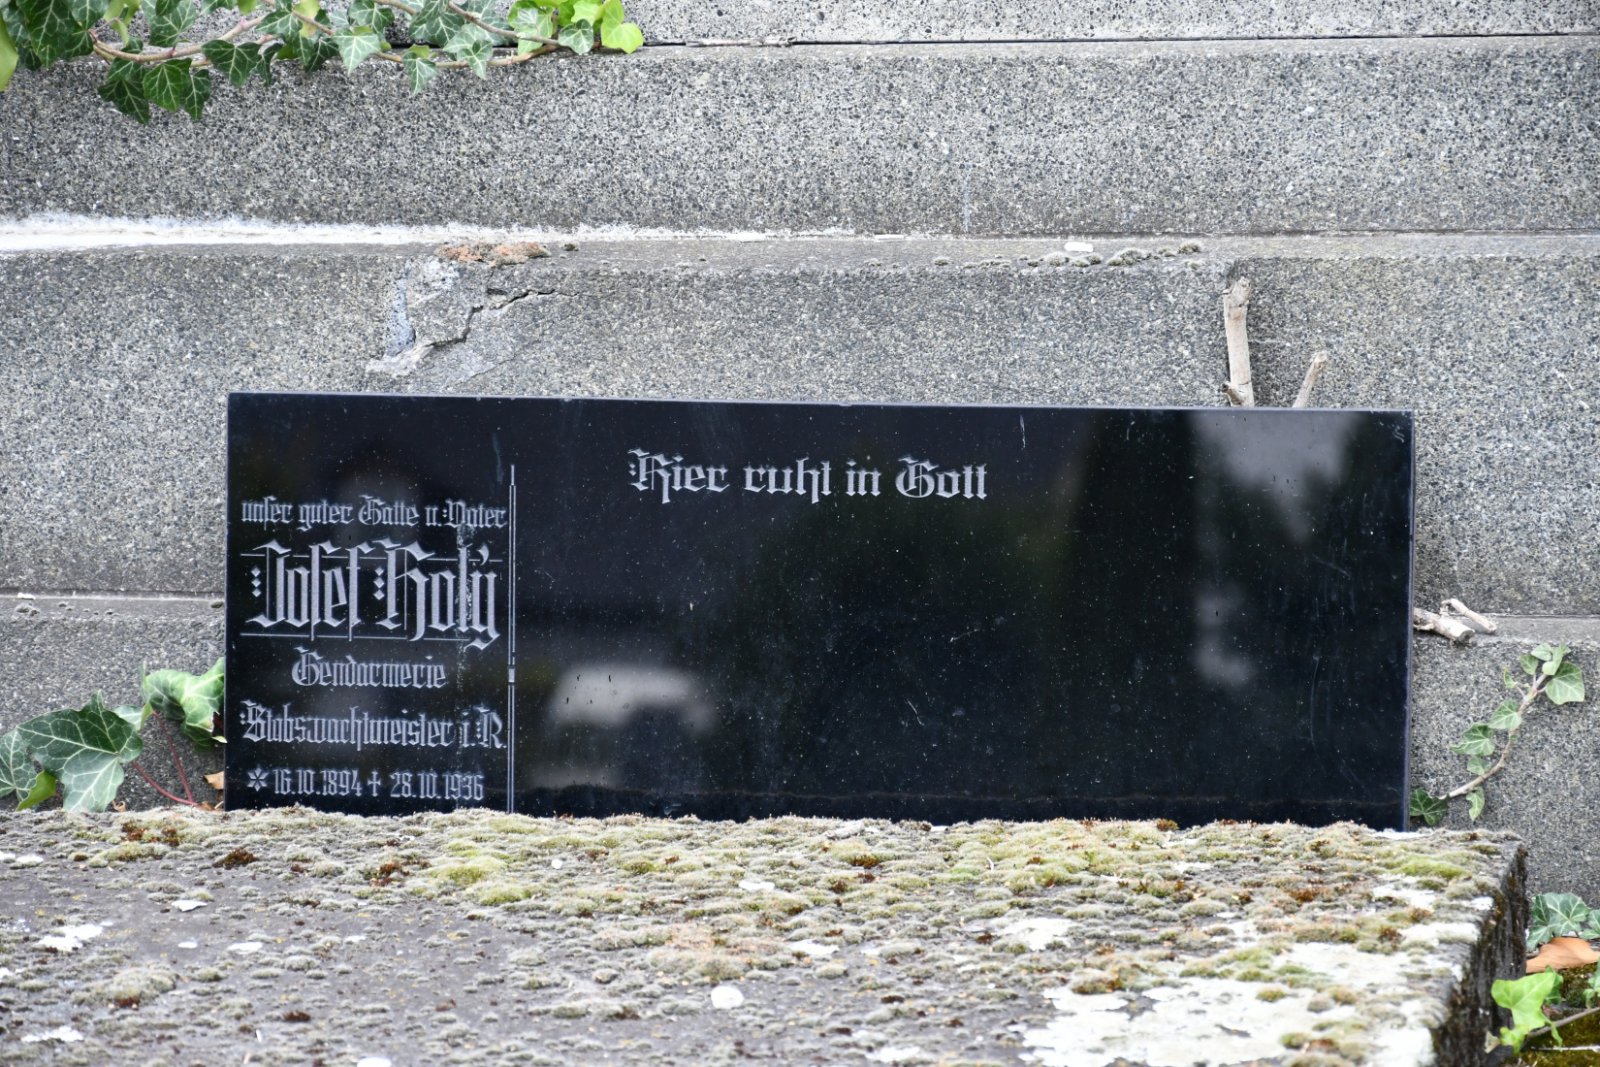 Hier ruht in Gott
unser guter Gatte u. Vater
Josef Holý
Gendarmerie
Stabswachtmeister i. R.
* 16.10.1894 + 28.10.1936